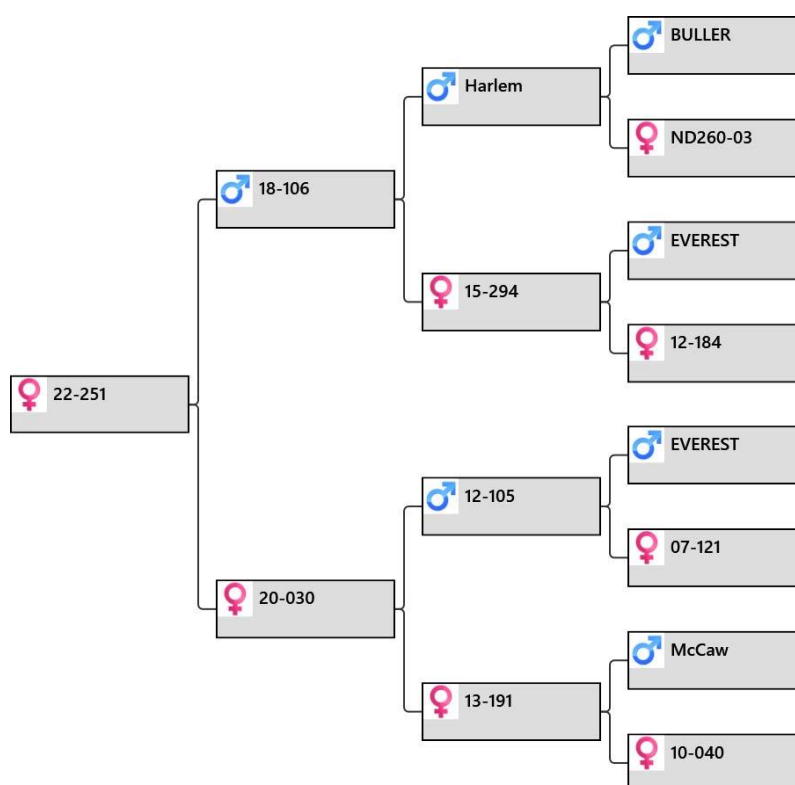 BULLER
Harlem
ND260-03
18-106
EVEREST
15-294
12-184
22-251
EVEREST
12-105
07-121
20-030
McCaw
13-191
10-040